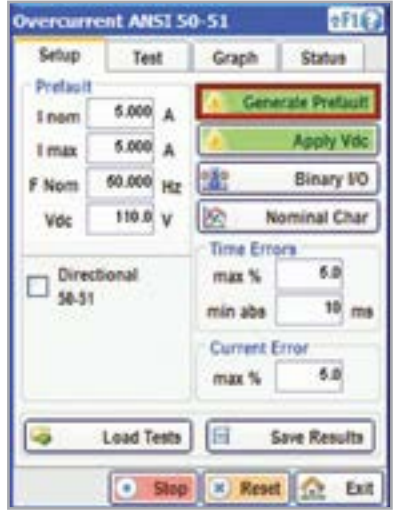 Overcurrent ANSI 50-51 eF1 ?
Setup Test Graph Status
Prefault
I nom 5.000 A
I max 5.000 A
F Nom 50.000 Hz
Vdc 110.0 V
Directional
50-51
Generate Prefault
Apply Vdc
Binary I/O
Nominal Char
Time Errors
max % 5.0
min abs 10 ms
Current Error
max % 5.0
Load Tests Save Results
Stop Reset Exit